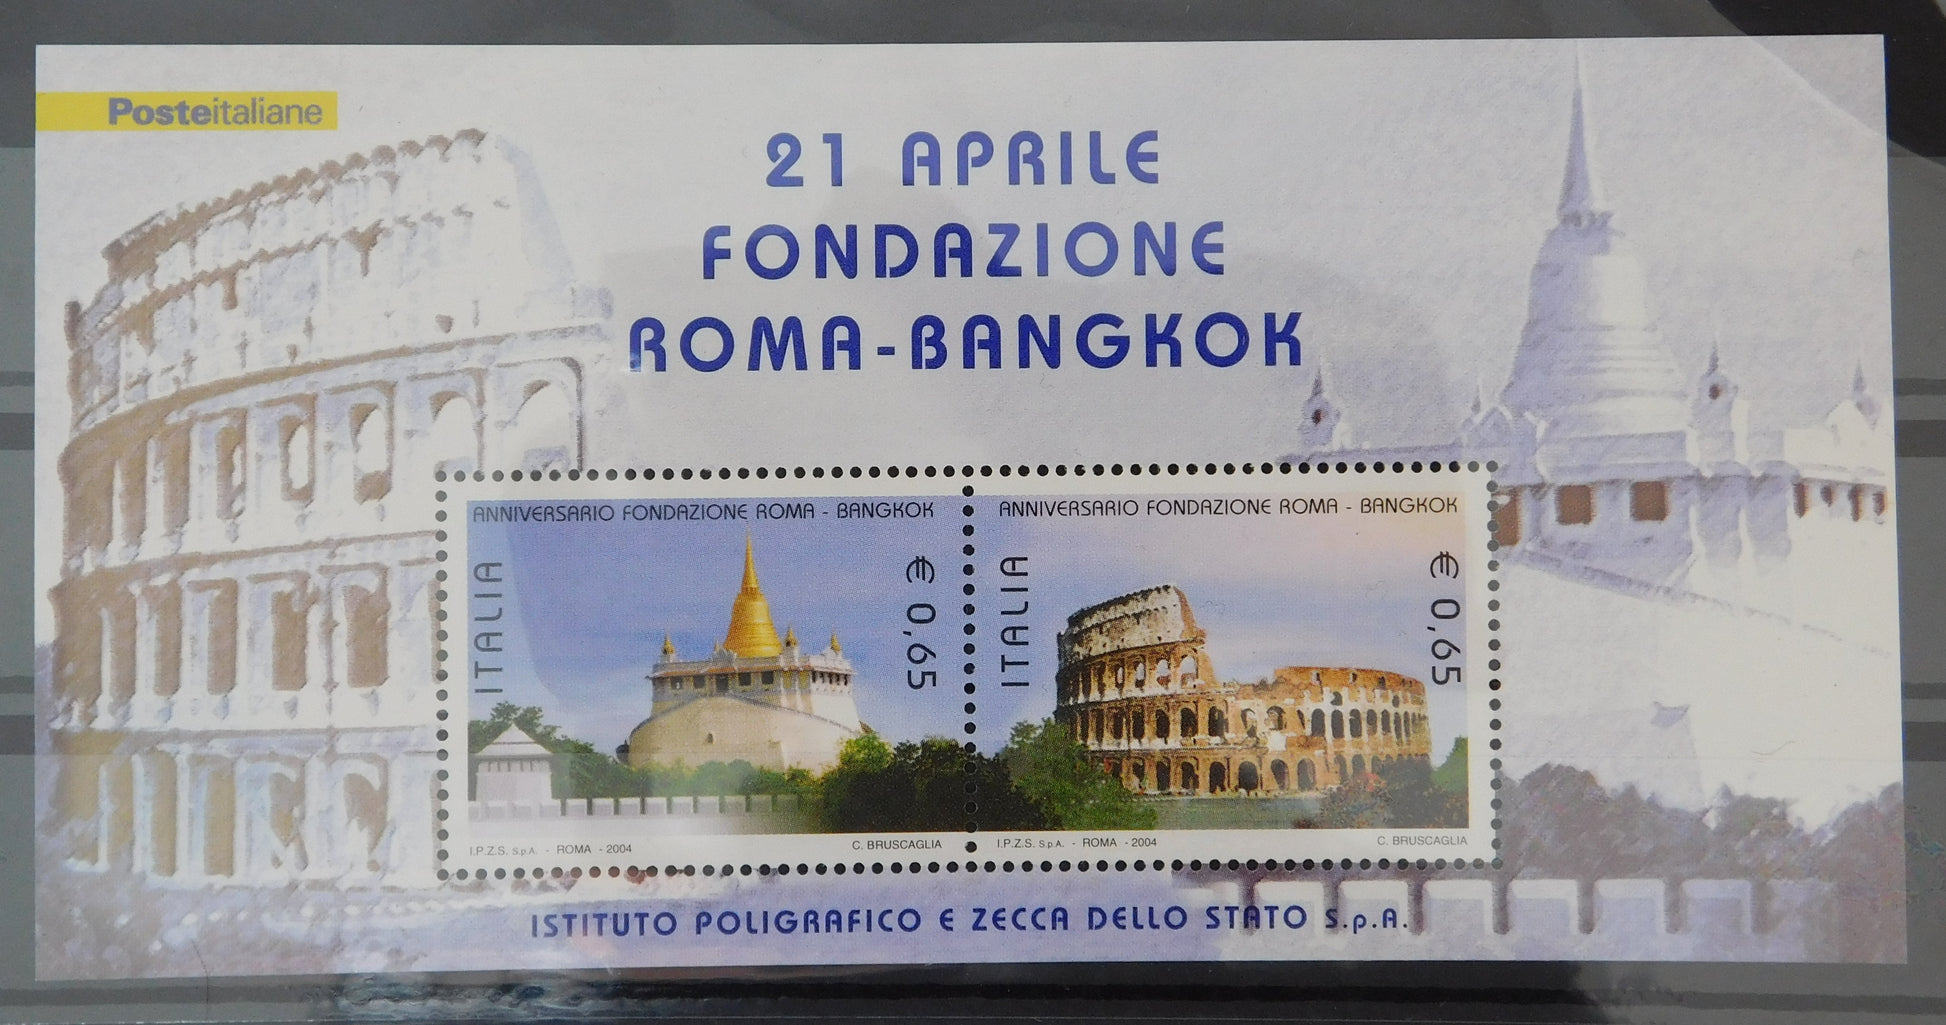 Posteitaliane
21 APRILE
FONDAZIONE
ROMA-BANGKOK
ANNIVERSARIO FONDAZIONE ROMA - BANGKOK
ITALIA
€ 0,65
I.P.Z.S. S.p.A. - ROMA - 2004
C. BRUSCAGLIA
ANNIVERSARIO FONDAZIONE ROMA - BANGKOK
ITALIA
€ 0,65
I.P.Z.S. S.p.A. - ROMA - 2004
C. BRUSCAGLIA
ISTITUTO POLIGRAFICO E ZECCA DELLO STATO S.p.A.